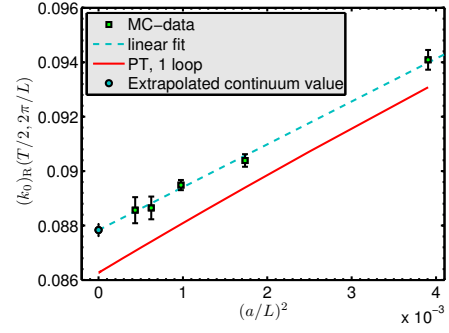 0.096
0.094
0.092
0.09
0.088
0.086
(k₀)_R(T/2, 2π/L)
MC−data
linear fit
PT, 1 loop
Extrapolated continuum value
0
1
2
3
4
x 10⁻³
(a/L)²